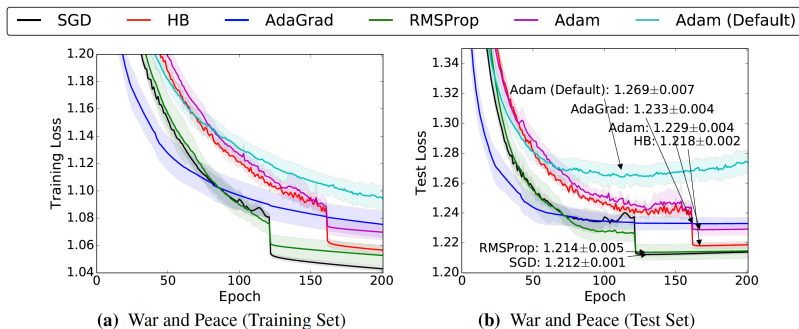 SGD HB AdaGrad RMSProp Adam Adam (Default)
1.20
1.18
1.16
1.14
1.12
1.10
1.08
1.06
1.04
Training Loss
0 50 100 150 200
Epoch
(a) War and Peace (Training Set)
1.34
1.32
1.30
1.28
1.26
1.24
1.22
1.20
Test Loss
Adam (Default): 1.269±0.007
AdaGrad: 1.233±0.004
Adam: 1.229±0.004
HB: 1.218±0.002
RMSProp: 1.214±0.005
SGD: 1.212±0.001
0 50 100 150 200
Epoch
(b) War and Peace (Test Set)